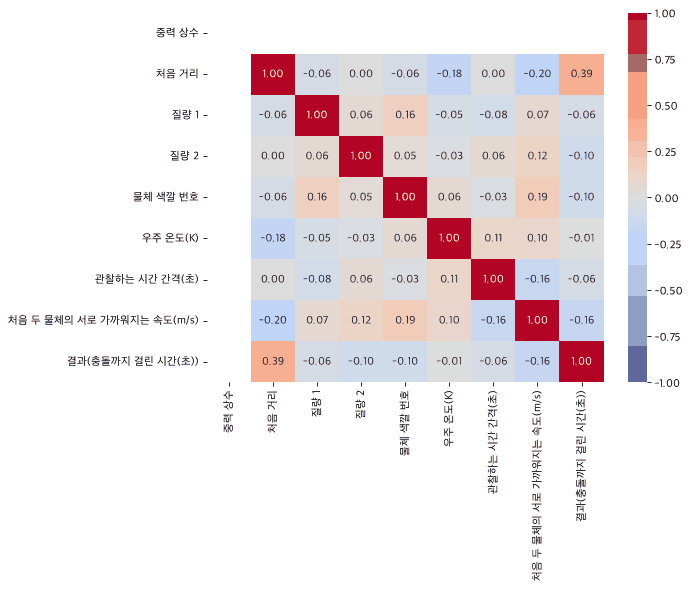 중력 상수
처음 거리 1.00 -0.06 0.00 -0.06 -0.18 0.00 -0.20 0.39
질량 1 -0.06 1.00 0.06 0.16 -0.05 -0.08 0.07 -0.06
질량 2 0.00 0.06 1.00 0.05 -0.03 0.06 0.12 -0.10
물체 색깔 번호 -0.06 0.16 0.05 1.00 0.06 -0.03 0.19 -0.10
우주 온도(K) -0.18 -0.05 -0.03 0.06 1.00 0.11 0.10 -0.01
관찰하는 시간 간격(초) 0.00 -0.08 0.06 -0.03 0.11 1.00 -0.16 -0.06
처음 두 물체의 서로 가까워지는 속도(m/s) -0.20 0.07 0.12 0.19 0.10 -0.16 1.00 -0.16
결과(충돌까지 걸린 시간(초)) 0.39 -0.06 -0.10 -0.10 -0.01 -0.06 -0.16 1.00
중력 상수
처음 거리
질량 1
질량 2
물체 색깔 번호
우주 온도(K)
관찰하는 시간 간격(초)
처음 두 물체의 서로 가까워지는 속도(m/s)
결과(충돌까지 걸린 시간(초))
1.00
0.75
0.50
0.25
0.00
-0.25
-0.50
-0.75
-1.00